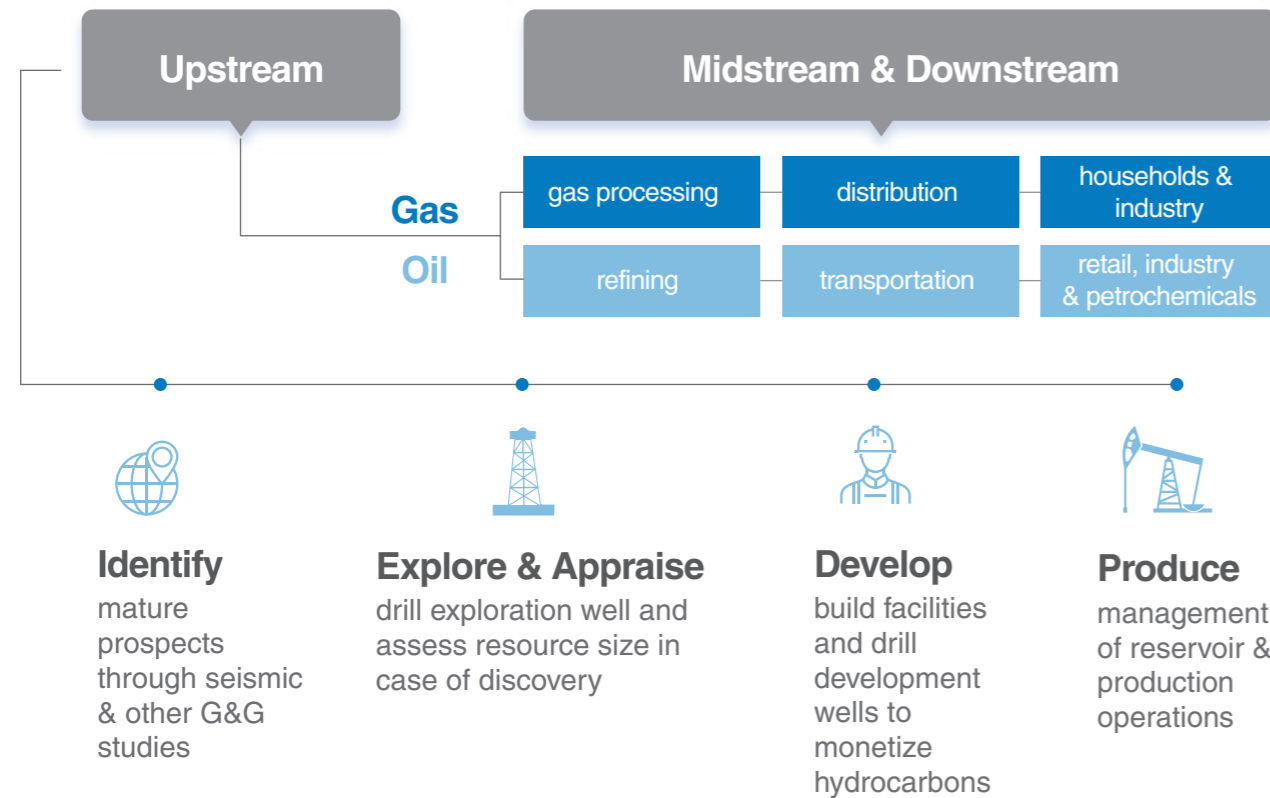 Upstream
Midstream & Downstream
Gas
gas processing
distribution
households &
industry
Oil
refining
transportation
retail, industry
& petrochemicals
Identify
mature
prospects
through seismic
& other G&G
studies
Explore & Appraise
drill exploration well and
assess resource size in
case of discovery
Develop
build facilities
and drill
development
wells to
monetize
hydrocarbons
Produce
management
of reservoir &
production
operations